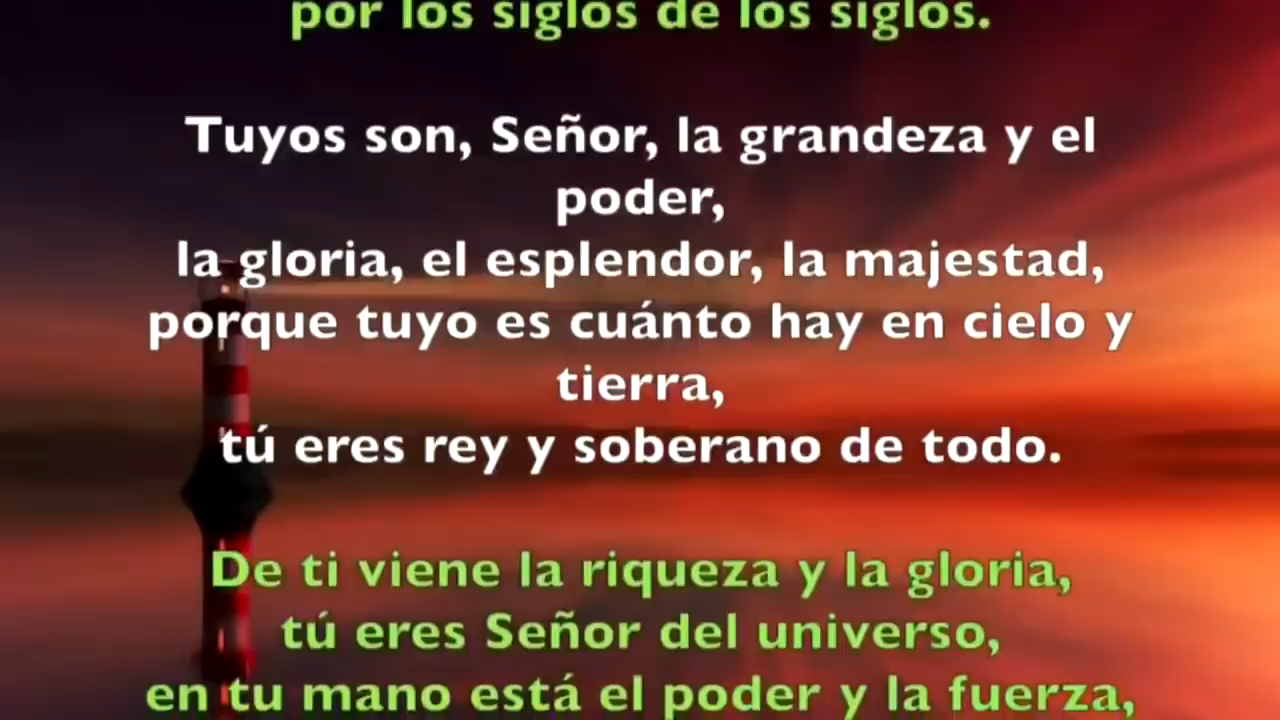 por los siglos de los siglos.
Tuyos son, Señor, la grandeza y el
poder,
la gloria, el esplendor, la majestad,
porque tuyo es cuánto hay en cielo y
tierra,
tú eres rey y soberano de todo.
De ti viene la riqueza y la gloria,
tú eres Señor del universo,
en tu mano está el poder y la fuerza,